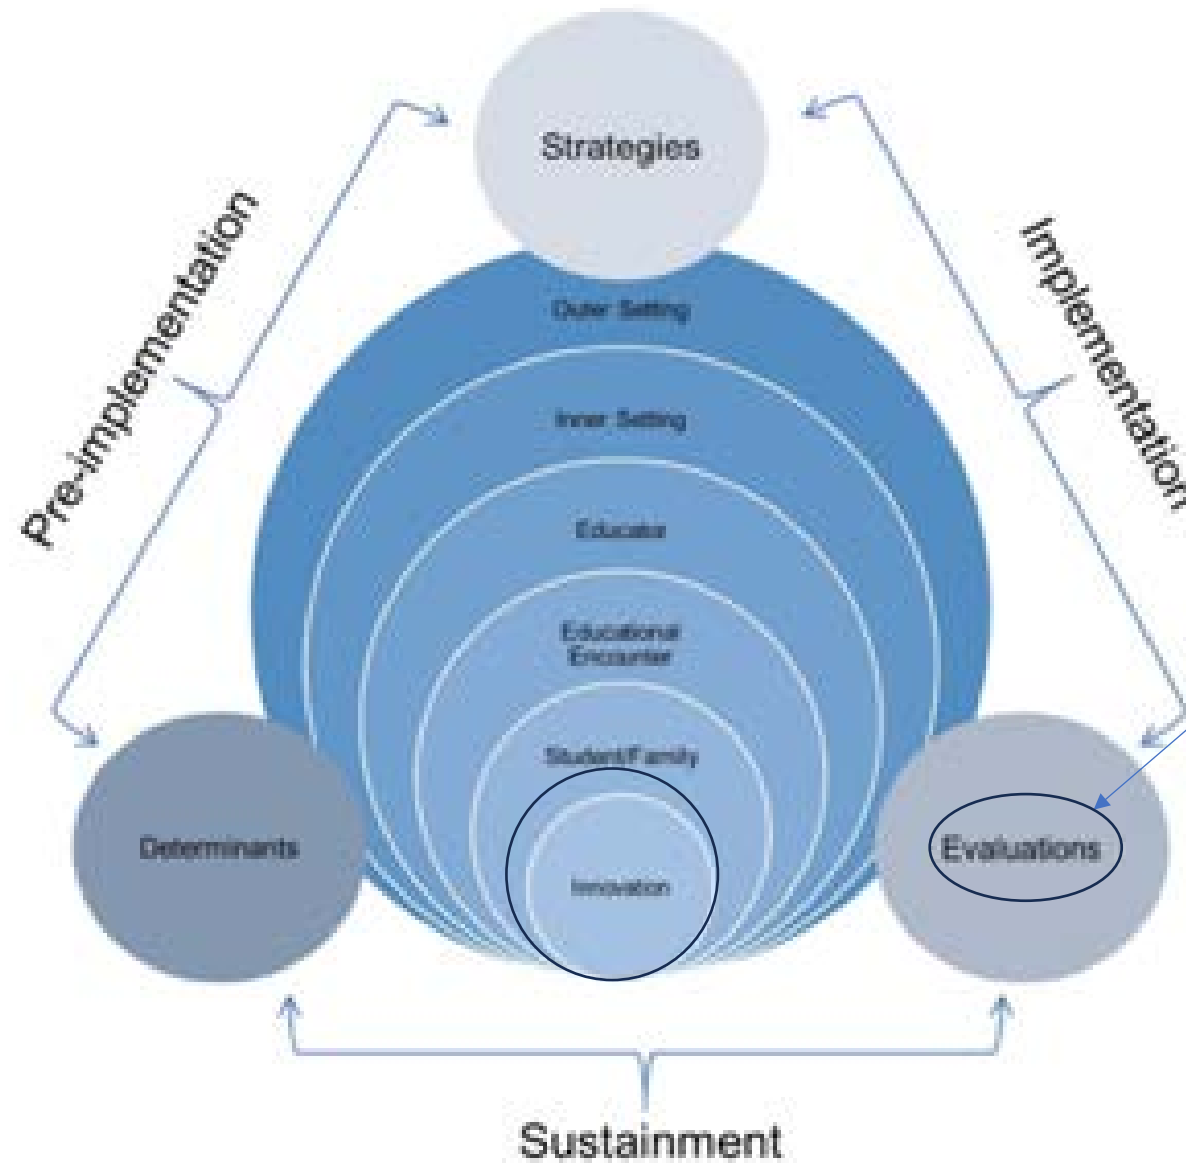 Strategies
Pre-implementation
Implementation
Outer Setting
Inner Setting
Educator
Educational
Encounter
Student/Family
Determinants
Innovation
Evaluations
Sustainment